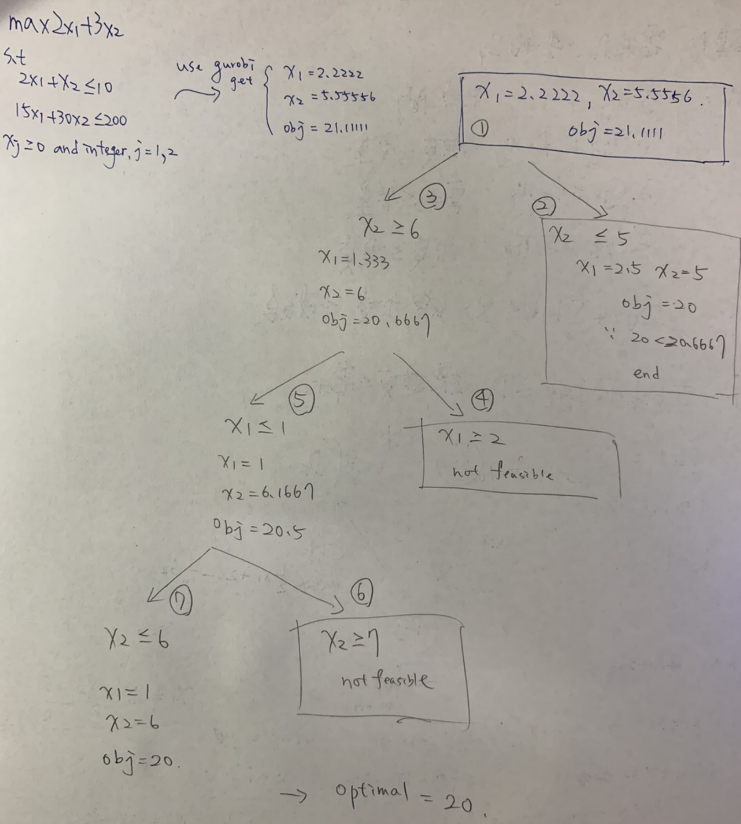 max 2x₁+3x₂
s.t
2x₁+x₂≤10
15x₁+30x₂≤200
xⱼ≥0 and integer, j=1,2
use gurobi
get
x₁=2.2222
x₂=5.55556
obj=21.11111
x₁=2.2222, x₂=5.5556.
① obj=21.1111
③
x₂≥6
x₁=1.333
x₂=6
obj=20.6667
②
x₂ ≤5
x₁=2.5 x₂=5
obj=20
∵ 20<20.6667
end
⑤
x₁≤1
x₁=1
x₂=6.1667
obj=20.5
④
x₁≥2
not feasible
⑦
x₂≤6
x₁=1
x₂=6
obj=20.
⑥
x₂≥7
not feasible
→ optimal = 20.